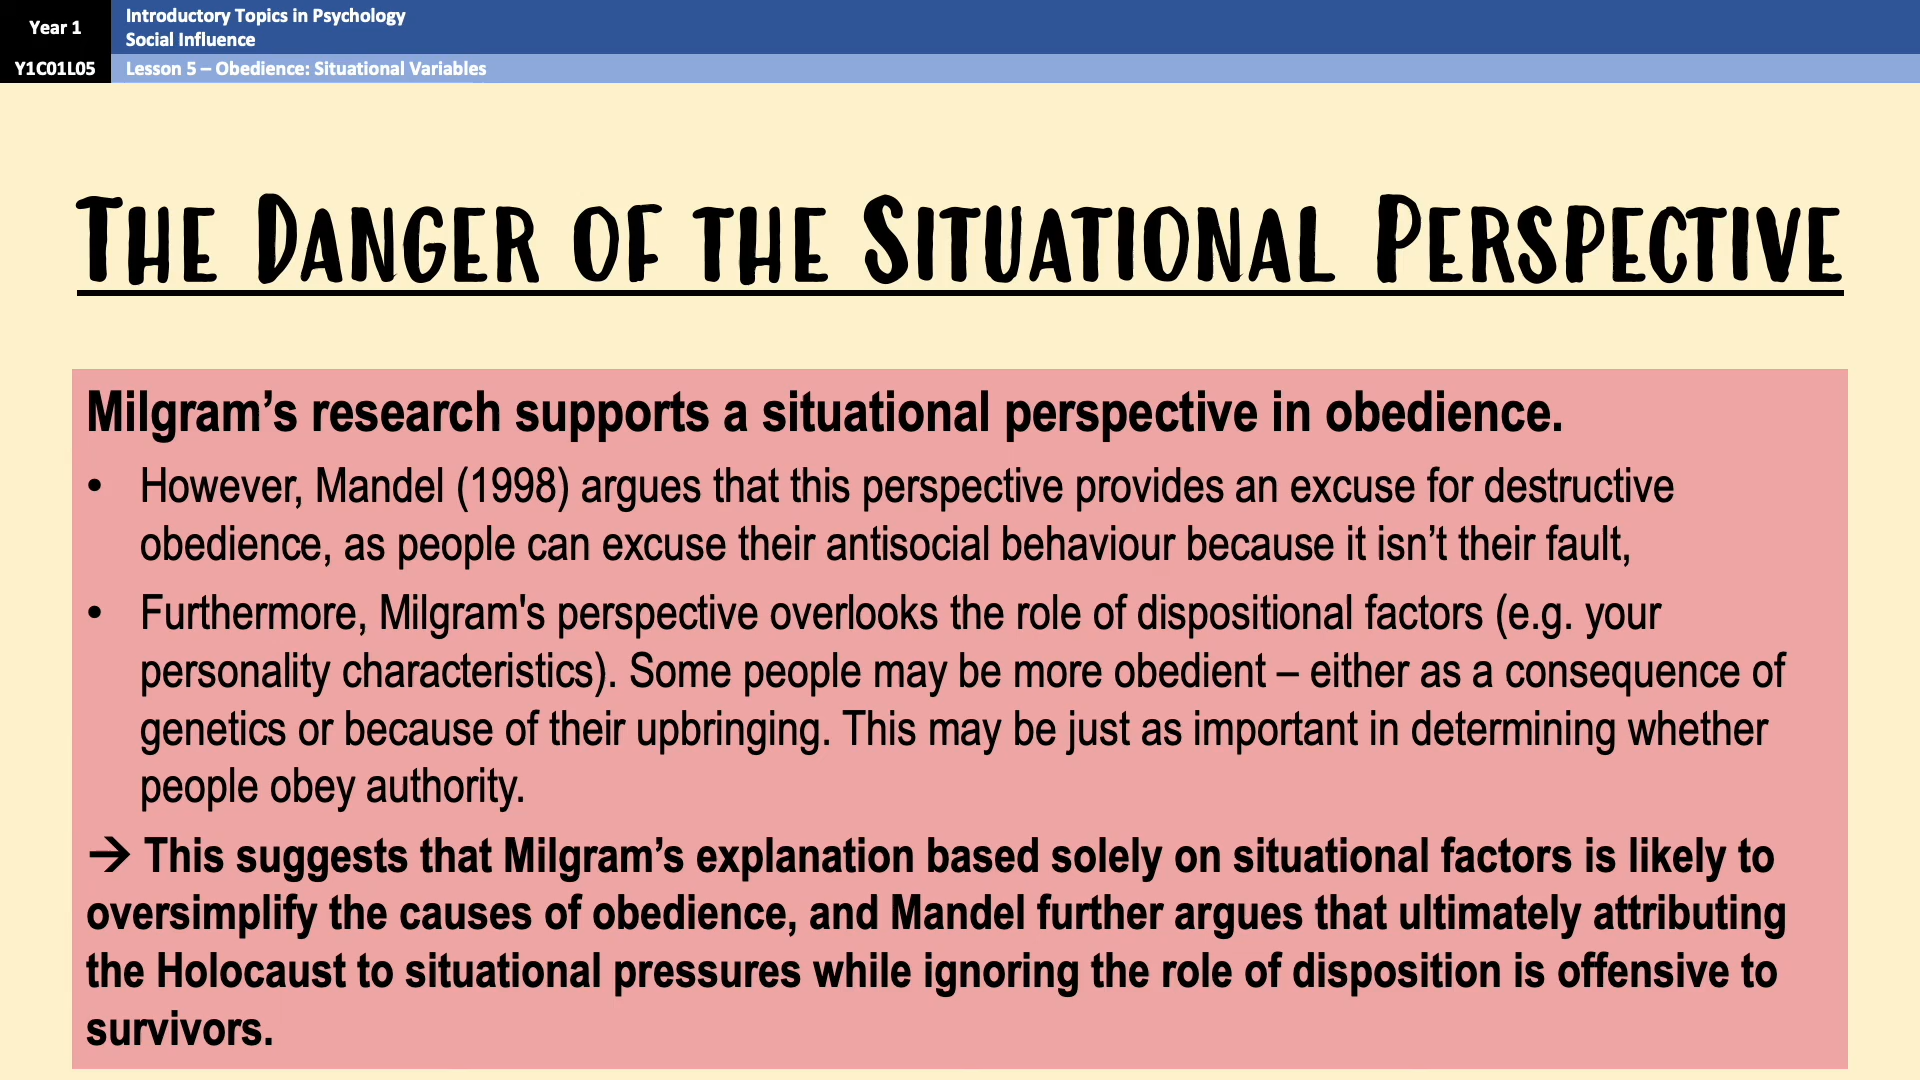 Year 1
Introductory Topics in Psychology
Social Influence
Y1C01L05
Lesson 5 – Obedience: Situational Variables
The Danger of the Situational Perspective
Milgram’s research supports a situational perspective in obedience.
• However, Mandel (1998) argues that this perspective provides an excuse for destructive
obedience, as people can excuse their antisocial behaviour because it isn’t their fault,
• Furthermore, Milgram's perspective overlooks the role of dispositional factors (e.g. your
personality characteristics). Some people may be more obedient – either as a consequence of
genetics or because of their upbringing. This may be just as important in determining whether
people obey authority.
→ This suggests that Milgram’s explanation based solely on situational factors is likely to
oversimplify the causes of obedience, and Mandel further argues that ultimately attributing
the Holocaust to situational pressures while ignoring the role of disposition is offensive to
survivors.